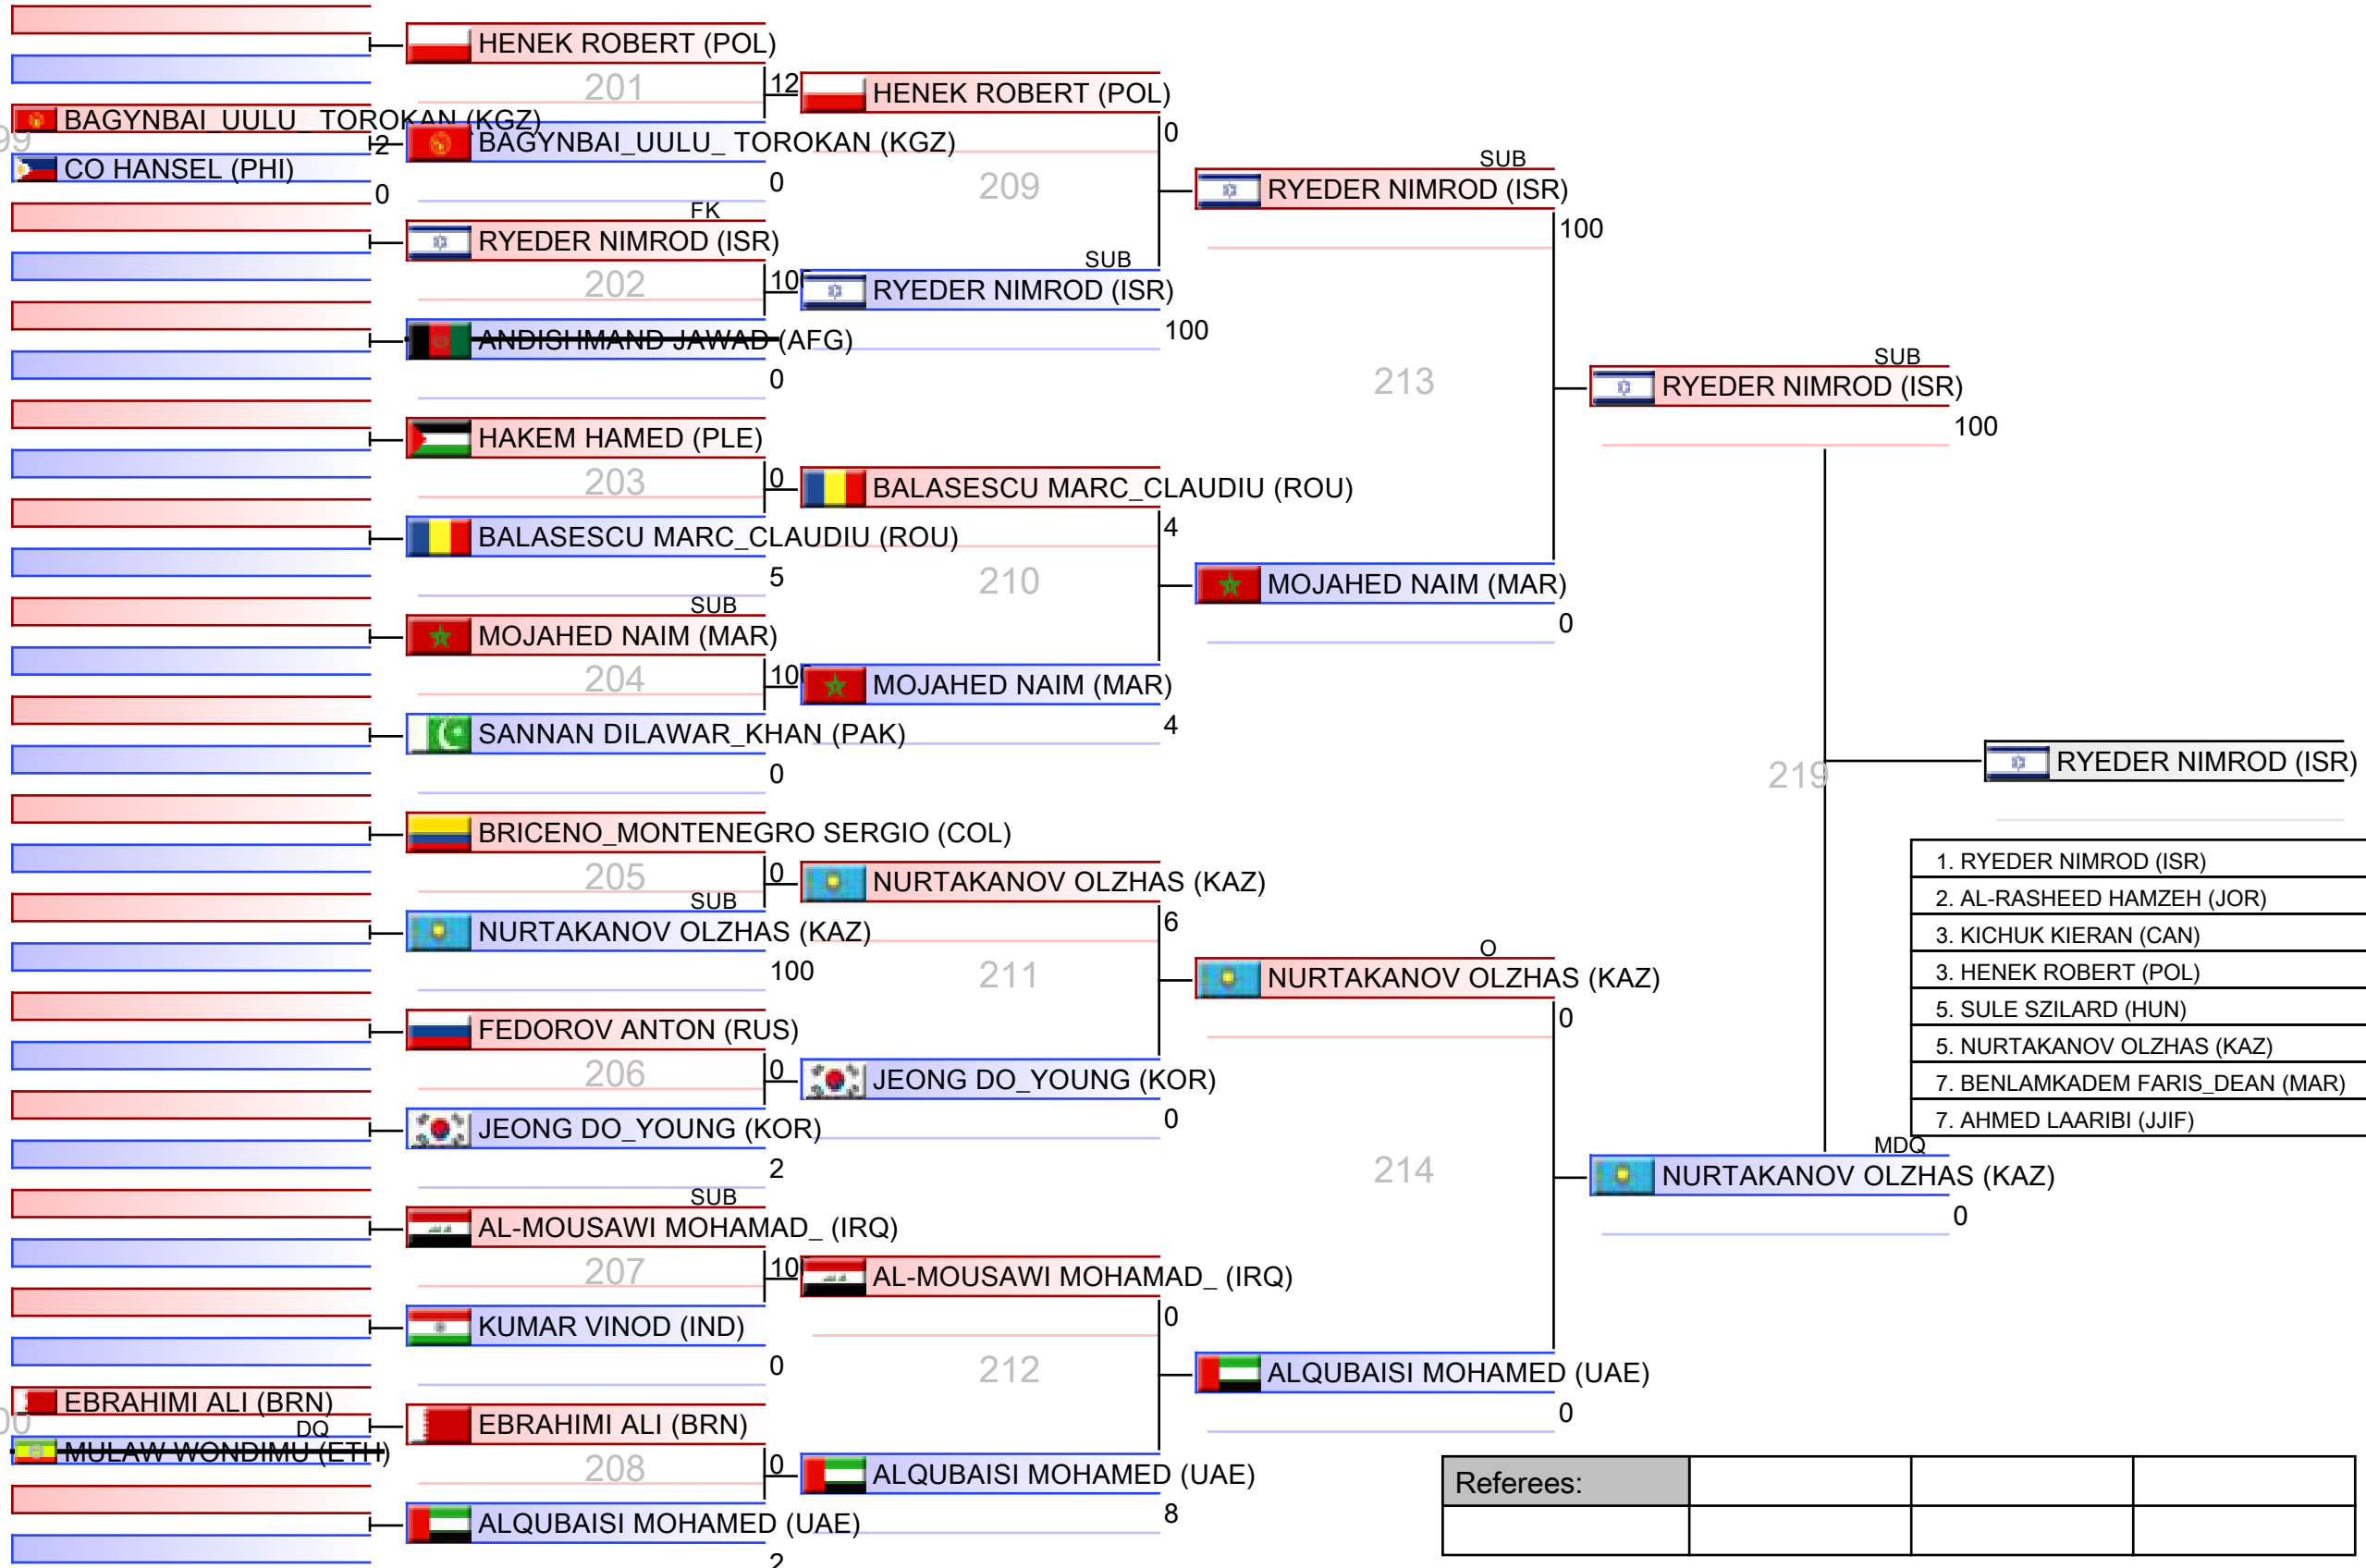 HENEK ROBERT (POL)
201
12
HENEK ROBERT (POL)
0
BAGYNBAI_UULU_ TOROKAN (KGZ)
99
2
CO HANSEL (PHI)
0
BAGYNBAI_UULU_ TOROKAN (KGZ)
0
209
SUB
RYEDER NIMROD (ISR)
100
FK
RYEDER NIMROD (ISR)
202
100
SUB
RYEDER NIMROD (ISR)
100
ANDISHMAND JAWAD (AFG)
0
213
SUB
RYEDER NIMROD (ISR)
100
HAKEM HAMED (PLE)
203
0
BALASESCU MARC_CLAUDIU (ROU)
4
BALASESCU MARC_CLAUDIU (ROU)
5
210
MOJAHED NAIM (MAR)
0
SUB
MOJAHED NAIM (MAR)
204
100
MOJAHED NAIM (MAR)
4
SANNAN DILAWAR_KHAN (PAK)
0
219
RYEDER NIMROD (ISR)
BRICENO_MONTENEGRO SERGIO (COL)
205
0
NURTAKANOV OLZHAS (KAZ)
6
SUB
NURTAKANOV OLZHAS (KAZ)
100
211
O
NURTAKANOV OLZHAS (KAZ)
0
FEDOROV ANTON (RUS)
206
0
JEONG DO_YOUNG (KOR)
0
JEONG DO_YOUNG (KOR)
2
1. RYEDER NIMROD (ISR)
2. AL-RASHEED HAMZEH (JOR)
3. KICHUK KIERAN (CAN)
3. HENEK ROBERT (POL)
5. SULE SZILARD (HUN)
5. NURTAKANOV OLZHAS (KAZ)
7. BENLAMKADEM FARIS_DEAN (MAR)
7. AHMED LAARIBI (JJIF)
214
MDQ
NURTAKANOV OLZHAS (KAZ)
0
SUB
AL-MOUSAWI MOHAMAD_ (IRQ)
207
100
AL-MOUSAWI MOHAMAD_ (IRQ)
0
KUMAR VINOD (IND)
0
212
ALQUBAISI MOHAMED (UAE)
0
EBRAHIMI ALI (BRN)
00
DQ
MULAW WONDIMU (ETH)
EBRAHIMI ALI (BRN)
208
0
ALQUBAISI MOHAMED (UAE)
8
ALQUBAISI MOHAMED (UAE)
2
Referees: